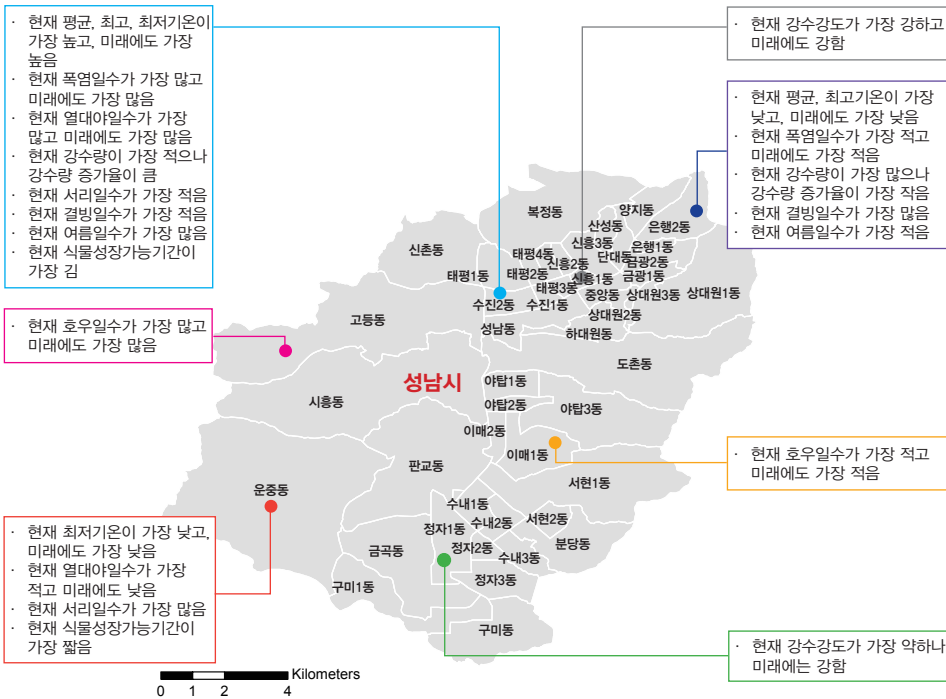 · 현재 평균, 최고, 최저기온이
가장 높고, 미래에도 가장
높음
· 현재 폭염일수가 가장 많고
미래에도 가장 많음
· 현재 열대야일수가 가장
많고 미래에도 가장 많음
· 현재 강수량이 가장 적으나
강수량 증가율이 큼
· 현재 서리일수가 가장 적음
· 현재 결빙일수가 가장 적음
· 현재 여름일수가 가장 많음
· 현재 식물성장가능기간이
가장 김
· 현재 호우일수가 가장 많고
미래에도 가장 많음
· 현재 최저기온이 가장 낮고,
미래에도 가장 낮음
· 현재 열대야일수가 가장
적고 미래에도 낮음
· 현재 서리일수가 가장 많음
· 현재 식물성장가능기간이
가장 짧음
· 현재 강수강도가 가장 강하고
미래에도 강함
· 현재 평균, 최고기온이 가장
낮고, 미래에도 가장 낮음
· 현재 폭염일수가 가장 적고
미래에도 가장 적음
· 현재 강수량이 가장 많으나
강수량 증가율이 가장 작음
· 현재 결빙일수가 가장 많음
· 현재 여름일수가 가장 적음
· 현재 호우일수가 가장 적고
미래에도 가장 적음
· 현재 강수강도가 가장 약하나
미래에는 강함
성남시
복정동
양지동
산성동
은행2동
신촌동
태평4동
신흥3동
단대동
은행1동
태평1동
태평2동
신흥2동
금광2동
신흥1동
금광1동
태평3동
중앙동
상대원3동
상대원1동
수진2동
수진1동
상대원2동
고등동
성남동
하대원동
도촌동
시흥동
야탑1동
야탑2동
야탑3동
이매2동
이매1동
판교동
서현1동
운중동
수내1동
정자1동
수내2동
서현2동
금곡동
정자2동
수내3동
분당동
구미1동
정자3동
구미동
Kilometers
0 1 2 4